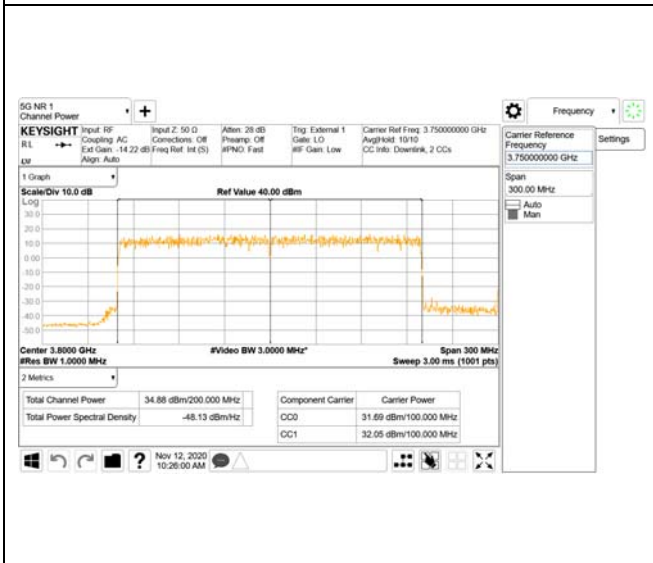 5G NR 1
Channel Power
Frequency
KEYSIGHT
RL
Input: RF
Coupling: AC
Ext Gain: -14.22 dB
Align: Auto
Input Z: 50 Ω
Corrections: Off
Freq Ref: Int (S)
Atten: 28 dB
Preamp: Off
#PNO: Fast
Trig: External 1
Gate: LO
#IF Gain: Low
Carrier Ref Freq: 3.750000000 GHz
Avg|Hold: 10/10
CC Info: Downlink, 2 CCs
Carrier Reference
Frequency
3.750000000 GHz
Settings
Span
300.00 MHz
Auto
Man
1 Graph
Scale/Div 10.0 dB
Ref Value 40.00 dBm
Log
30.0
20.0
10.0
0.00
-10.0
-20.0
-30.0
-40.0
-50.0
Center 3.8000 GHz
#Video BW 3.0000 MHz*
Span 300 MHz
#Res BW 1.0000 MHz
Sweep 3.00 ms (1001 pts)
2 Metrics
Total Channel Power 34.88 dBm/200.000 MHz
Total Power Spectral Density -48.13 dBm/Hz
Component Carrier Carrier Power
CC0 31.69 dBm/100.000 MHz
CC1 32.05 dBm/100.000 MHz
Nov 12, 2020
10:26:00 AM